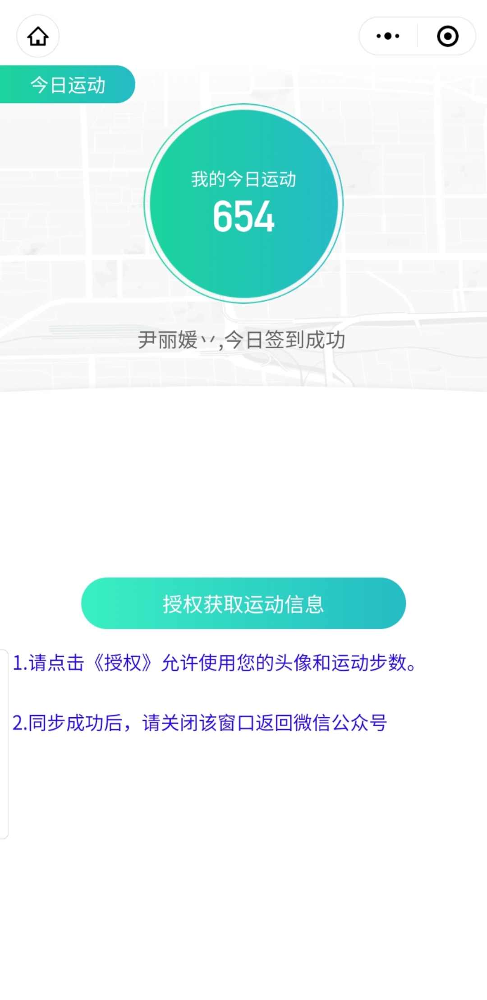 今日运动
我的今日运动
654
尹丽媛ヽ丿,今日签到成功
授权获取运动信息
1.请点击《授权》允许使用您的头像和运动步数。
2.同步成功后，请关闭该窗口返回微信公众号